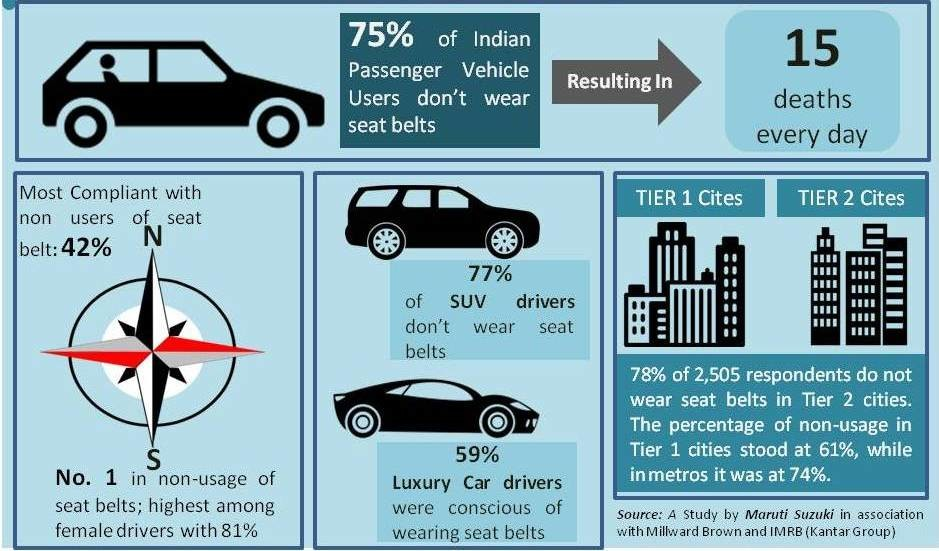 75% of Indian
Passenger Vehicle
Users don't wear
seat belts
Resulting In
15
deaths
every day
Most Compliant with
non users of seat
belt: 42%
N
S
No. 1 in non-usage of
seat belts; highest among
female drivers with 81%
77%
of SUV drivers
don't wear seat
belts
59%
Luxury Car drivers
were conscious of
wearing seat belts
TIER 1 Cites
TIER 2 Cites
78% of 2,505 respondents do not
wear seat belts in Tier 2 cities.
The percentage of non-usage in
Tier 1 cities stood at 61%, while
in metros it was at 74%.
Source: A Study by Maruti Suzuki in association
with Millward Brown and IMRB (Kantar Group)